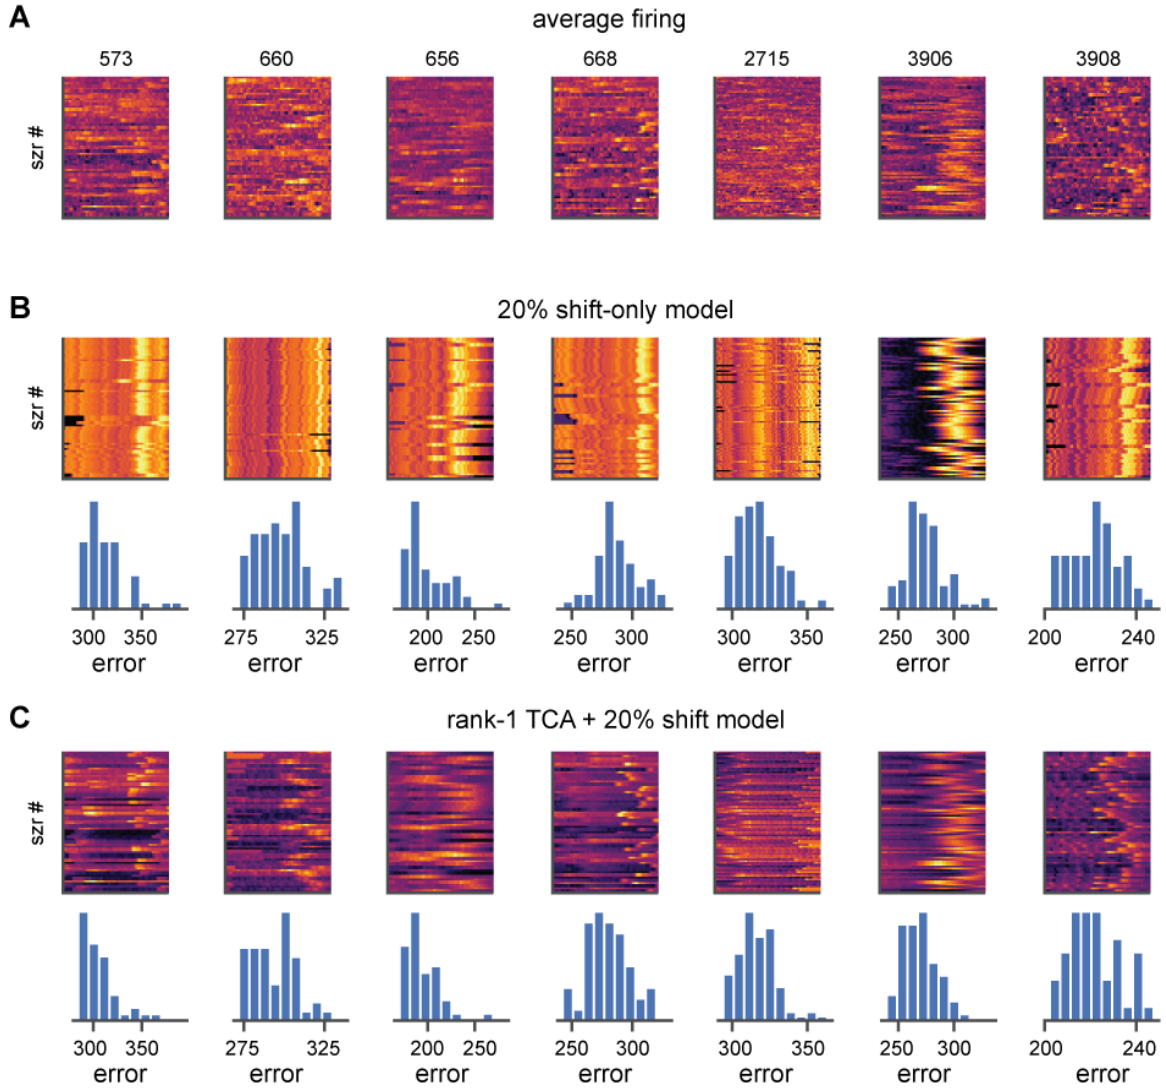 A
average firing
573 660 656 668 2715 3906 3908
szr #
B
20% shift-only model
szr #
300 350 275 325 200 250 250 300 300 350 250 300 200 240
error error error error error error error
C
rank-1 TCA + 20% shift model
szr #
300 350 275 325 200 250 250 300 300 350 250 300 200 240
error error error error error error error